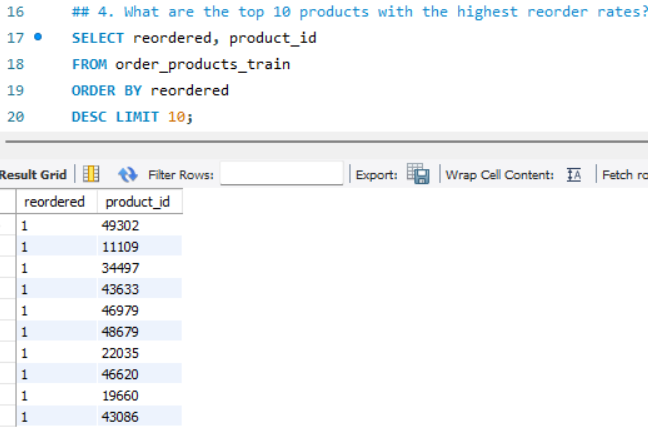 16 ## 4. What are the top 10 products with the highest reorder rates?
17 SELECT reordered, product_id
18 FROM order_products_train
19 ORDER BY reordered
20 DESC LIMIT 10;
Result Grid Filter Rows: Export: Wrap Cell Content: Fetch ro
reordered product_id
1 49302
1 11109
1 34497
1 43633
1 46979
1 48679
1 22035
1 46620
1 19660
1 43086